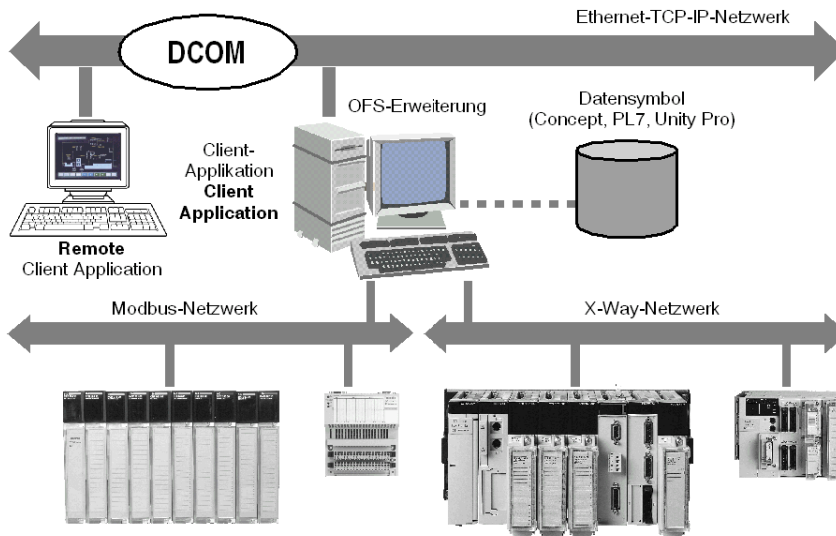 Ethernet-TCP-IP-Netzwerk
DCOM
OFS-Erweiterung
Datensymbol
(Concept, PL7, Unity Pro)
Client-
Applikation
Client
Application
Remote
Client Application
Modbus-Netzwerk
X-Way-Netzwerk